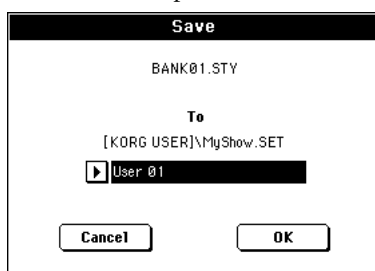 Save
BANK01.STY
To
[KORG USER]\MyShow.SET
User 01
Cancel OK